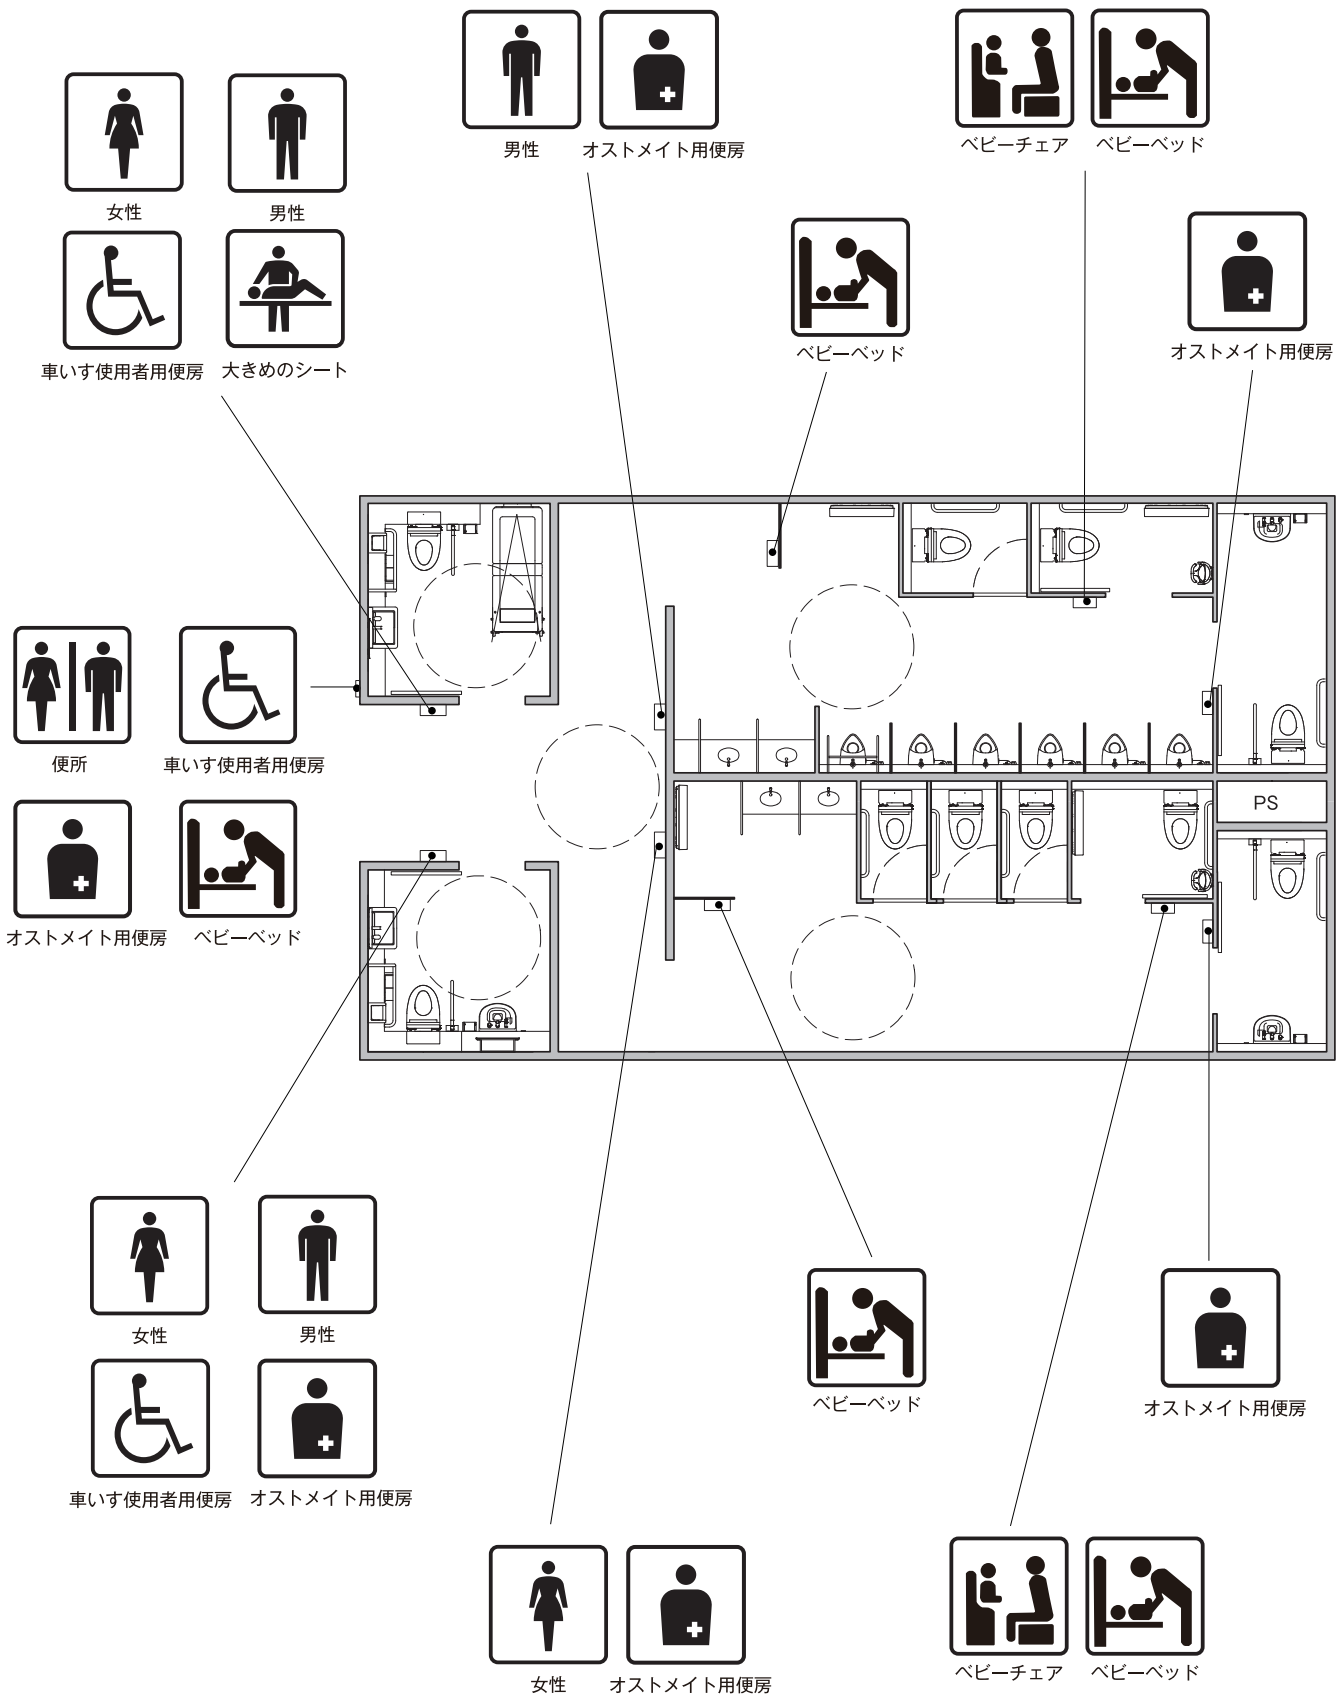 男性 オストメイト用便房
ベビーチェア ベビーベッド
女性 男性
車いす使用者用便房 大きめのシート
ベビーベッド
オストメイト用便房
便所 車いす使用者用便房
オストメイト用便房 ベビーベッド
PS
女性 男性
車いす使用者用便房 オストメイト用便房
ベビーベッド
オストメイト用便房
女性 オストメイト用便房
ベビーチェア ベビーベッド